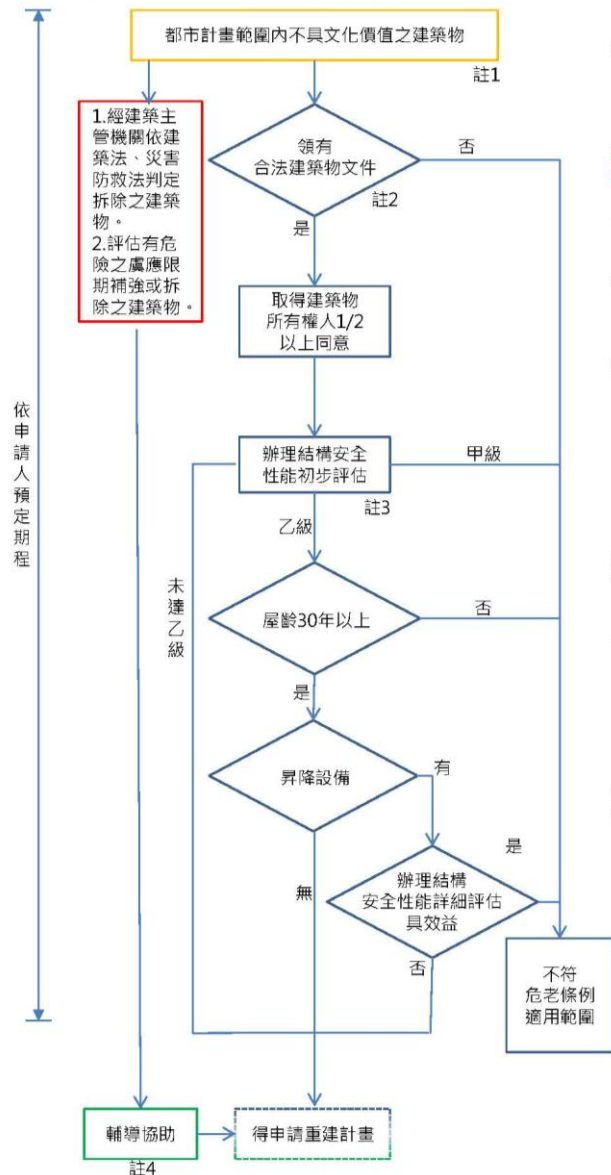 都市計畫範圍內不具文化價值之建築物
註1
1.經建築主
管機關依建
築法、災害
防救法判定
拆除之建築
物。
2.評估有危
險之虞應限
期補強或拆
除之建築物。
領有
合法建築物文件
註2
否
是
取得建築物
所有權人1/2
以上同意
依申請人預定期程
辦理結構安全
性能初步評估
註3
甲級
乙級
未達乙級
屋齡30年以上
否
是
昇降設備
有
無
辦理結構
安全性能詳細評估
具效益
是
否
不符
危老條例
適用範圍
輔導協助
註4
得申請重建計畫